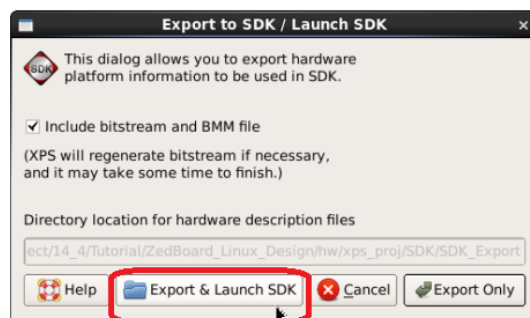 Export to SDK / Launch SDK
SDK
This dialog allows you to export hardware
platform information to be used in SDK.
Include bitstream and BMM file
(XPS will regenerate bitstream if necessary,
and it may take some time to finish.)
Directory location for hardware description files
ect/14_4/Tutorial/ZedBoard_Linux_Design/hw/xps_proj/SDK/SDK_Export
Help Export & Launch SDK Cancel Export Only